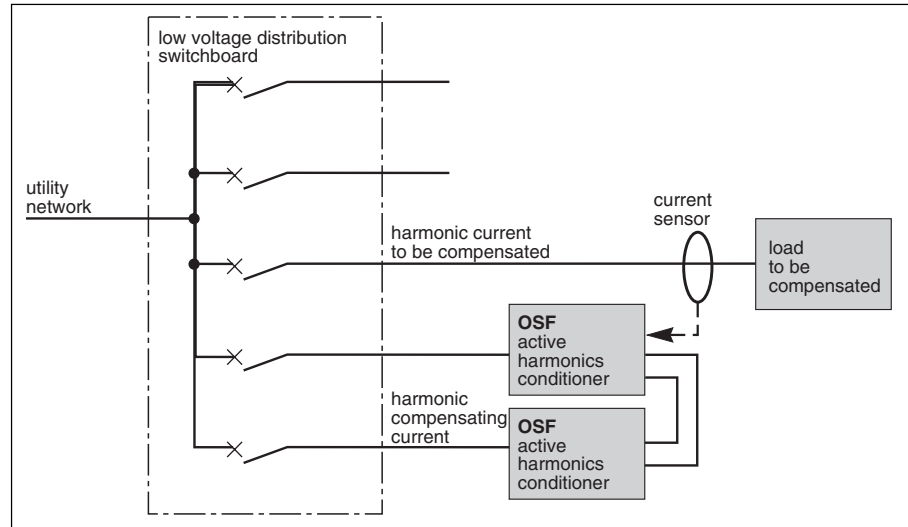 low voltage distribution
switchboard
utility
network
current
sensor
harmonic current
to be compensated
load
to be
compensated
OSF
active
harmonics
conditioner
harmonic
compensating
current
OSF
active
harmonics
conditioner